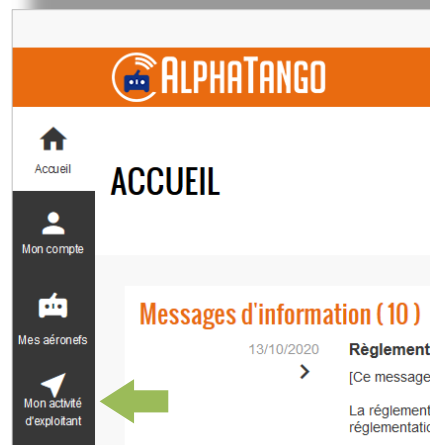 ALPHATANGO
Accueil
ACCUEIL
Mon compte
Messages d'information ( 10 )
Mes aéronefs
13/10/2020 Règlement
[Ce message
Mon activité
d'exploitant
La réglement
réglementatio